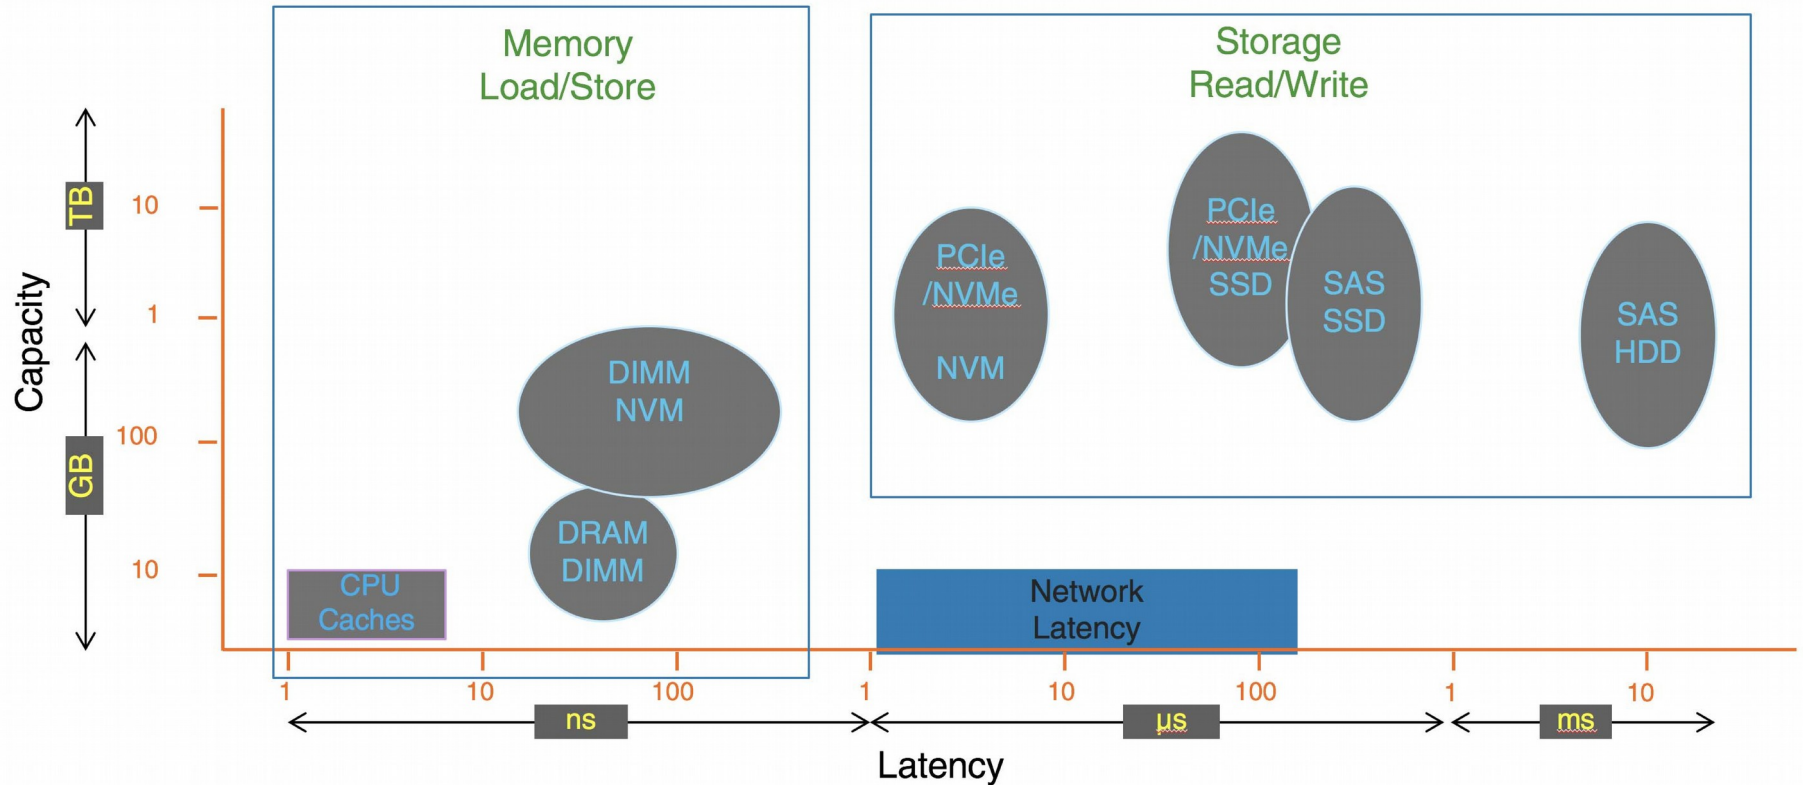 Memory
Load/Store
Storage
Read/Write
Capacity
TB
GB
10
1
100
10
PCIe
/NVMe
SSD
PCIe
/NVMe
NVM
SAS
SSD
SAS
HDD
DIMM
NVM
DRAM
DIMM
CPU
Caches
Network
Latency
1
10
100
1
10
100
1
10
ns
µs
ms
Latency